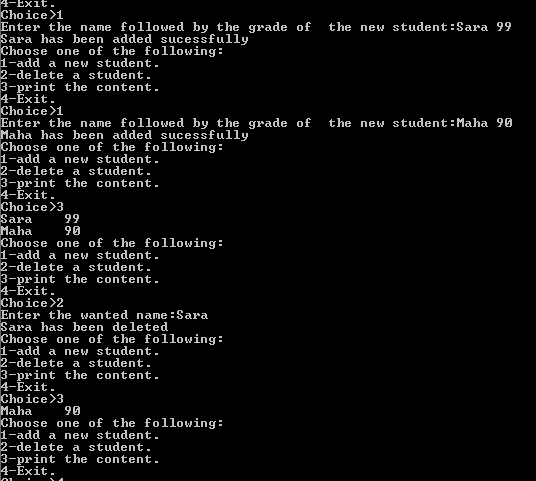 4-Exit.
Choice>1
Enter the name followed by the grade of  the new student:Sara 99
Sara has been added sucessfully
Choose one of the following:
1-add a new student.
2-delete a student.
3-print the content.
4-Exit.
Choice>1
Enter the name followed by the grade of  the new student:Maha 90
Maha has been added sucessfully
Choose one of the following:
1-add a new student.
2-delete a student.
3-print the content.
4-Exit.
Choice>3
Sara    99
Maha    90
Choose one of the following:
1-add a new student.
2-delete a student.
3-print the content.
4-Exit.
Choice>2
Enter the wanted name:Sara
Sara has been deleted
Choose one of the following:
1-add a new student.
2-delete a student.
3-print the content.
4-Exit.
Choice>3
Maha    90
Choose one of the following:
1-add a new student.
2-delete a student.
3-print the content.
4-Exit.
Choice>4